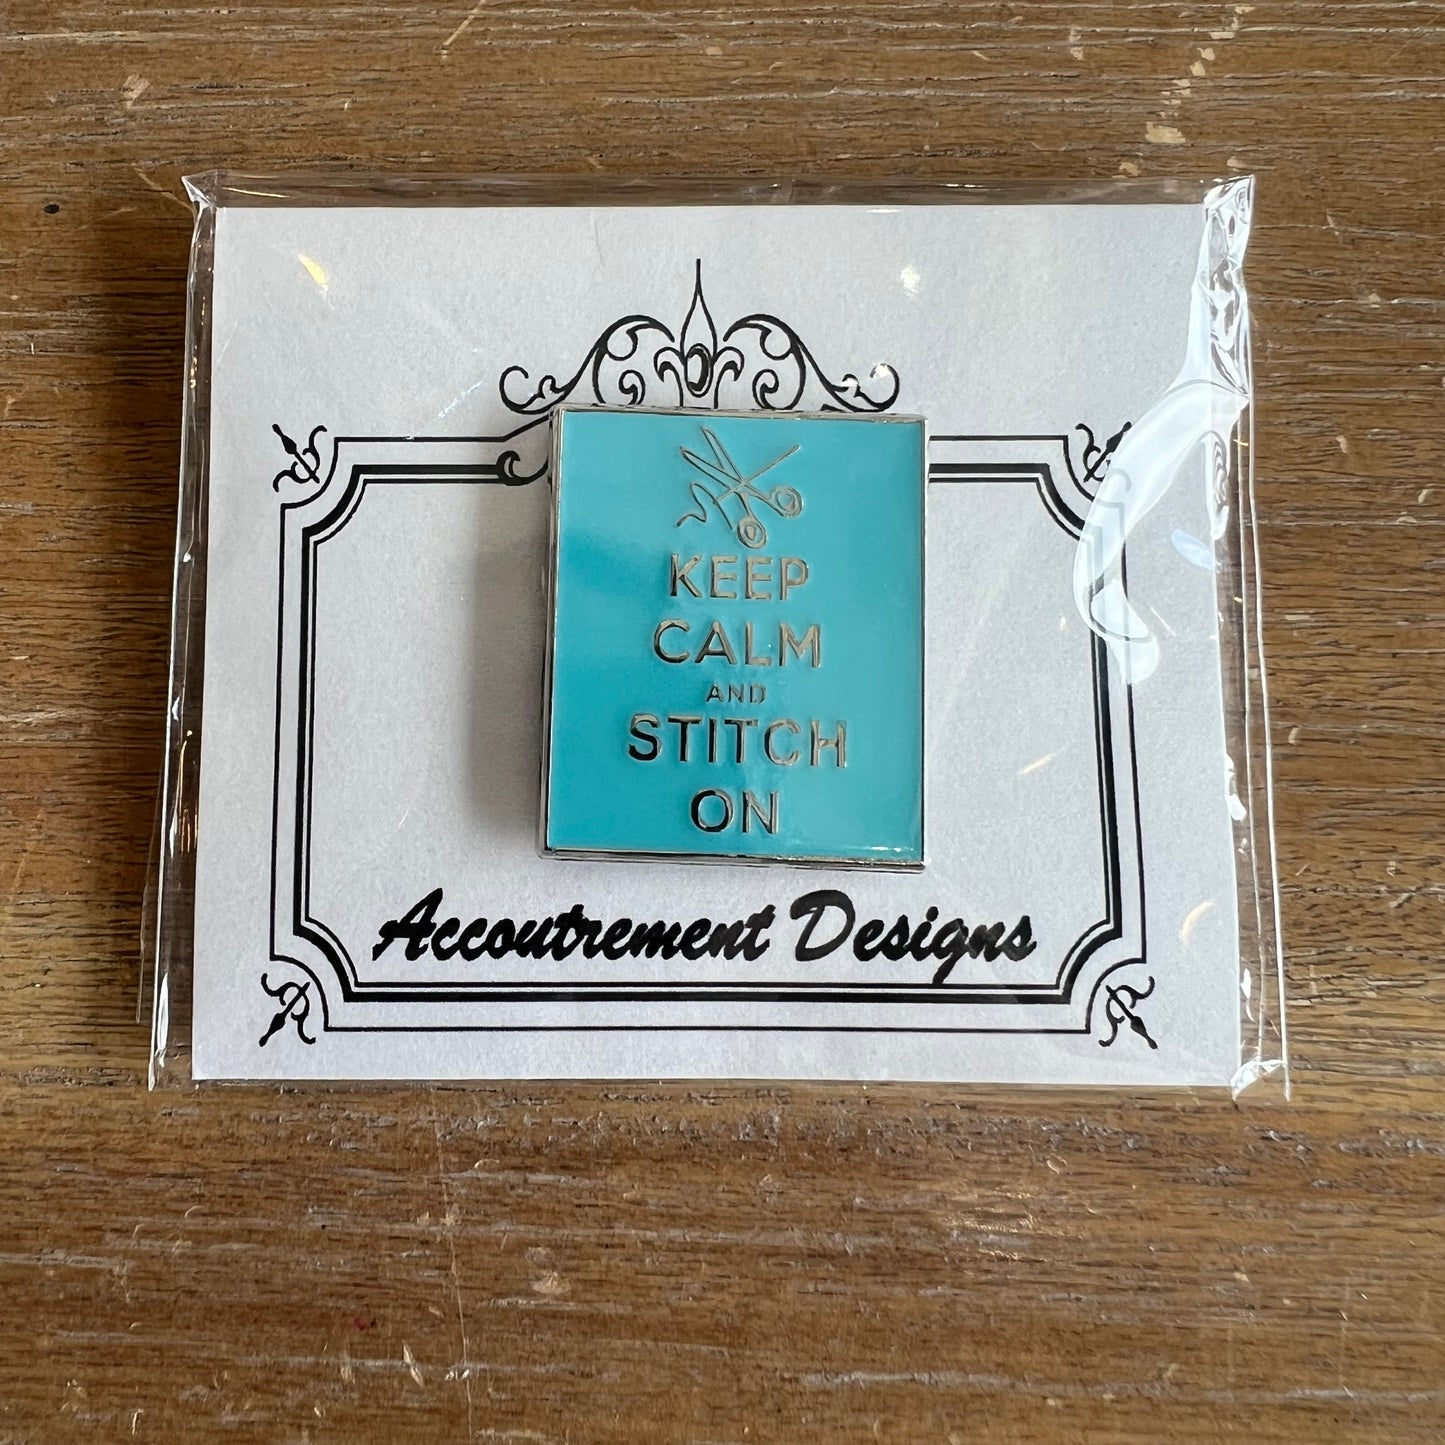 KEEP
CALM
AND
STITCH
ON
Accoutrement Designs